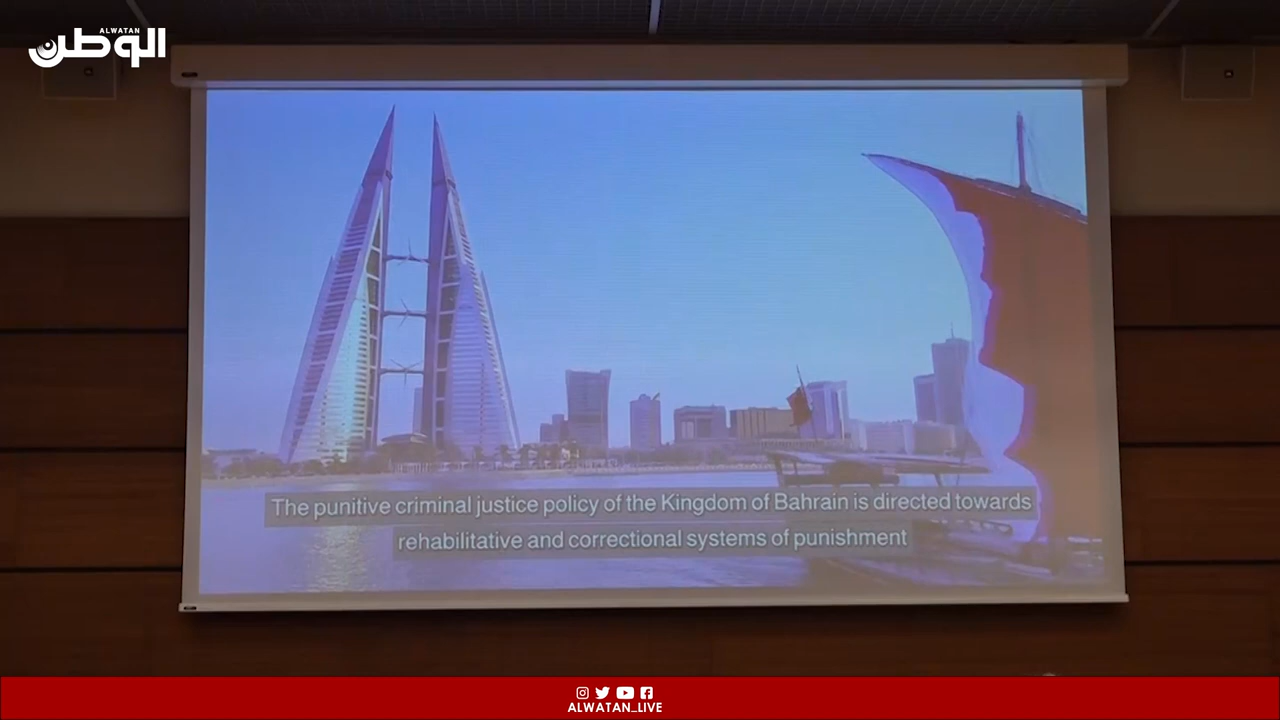 ALWATAN
الوطن
The punitive criminal justice policy of the Kingdom of Bahrain is directed towards
rehabilitative and correctional systems of punishment
ALWATAN_LIVE